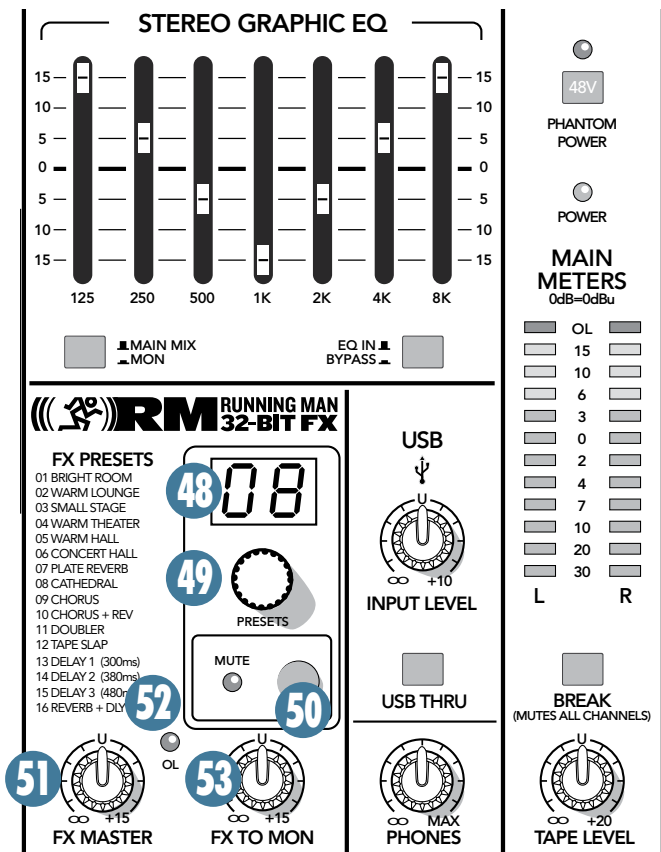 STEREO GRAPHIC EQ
15 15
10 10
5 5
0 0
5 5
10 10
15 15
125 250 500 1K 2K 4K 8K
MAIN MIX
MON
EQ IN
BYPASS
48V
PHANTOM
POWER
POWER
MAIN
METERS
0dB=0dBu
OL
15
10
6
3
0
2
4
7
10
20
30
L R
RM RUNNING MAN
32-BIT FX
FX PRESETS
01 BRIGHT ROOM
02 WARM LOUNGE
03 SMALL STAGE
04 WARM THEATER
05 WARM HALL
06 CONCERT HALL
07 PLATE REVERB
08 CATHEDRAL
09 CHORUS
10 CHORUS + REV
11 DOUBLER
12 TAPE SLAP
13 DELAY 1 (300ms)
14 DELAY 2 (380ms)
15 DELAY 3 (480m
16 REVERB + DLY
48
08
49
PRESETS
MUTE
50
52
OL
51
U
∞ +15
FX MASTER
53
U
∞ +15
FX TO MON
USB
U
∞ +10
INPUT LEVEL
USB THRU
U
∞ MAX
PHONES
BREAK
(MUTES ALL CHANNELS)
U
∞ +20
TAPE LEVEL